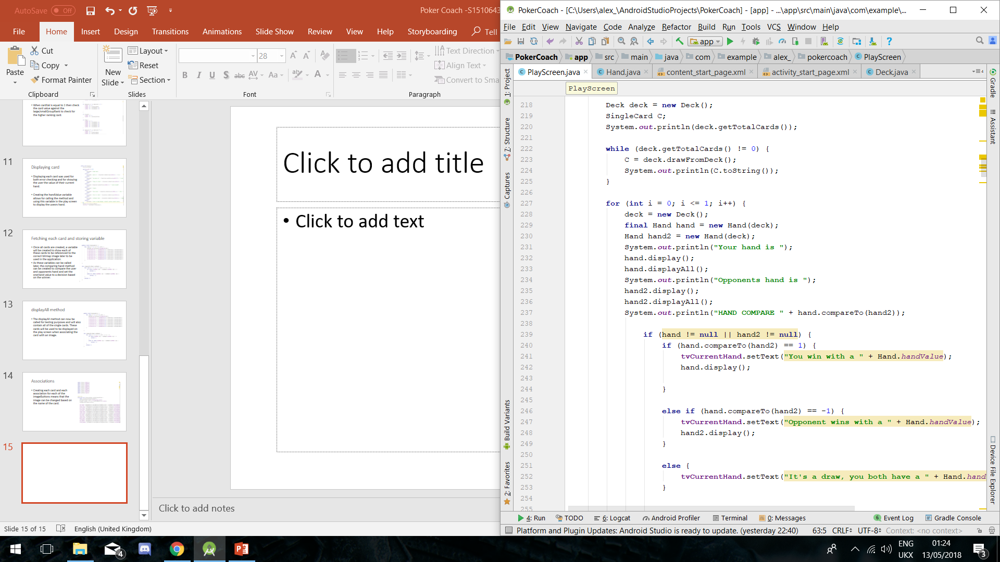 AutoSave Off
Poker Coach -S1510643
File Home Insert Design Transitions Animations Slide Show Review View Help Storyboarding Tell
Paste
Cut
Copy
Format Painter
Clipboard
New
Slide
Layout
Reset
Section
Slides
28
B I U S abc AV Aa A
Font
Text Direction
Align Text
Convert to Sma
Paragraph
• When cardVal is equal to 1 then check
the card value against the
large/smallGroupRank to check for
the higher ranking card.
11
Displaying card
• Displaying each card was used for
both error checking and for showing
the user the value of their current
hand.
• Creating the handValue variable
allows for calling the method and
using this variable in the play screen
to display the useers hand.
12
Fetching each card and storing variable
• Once all cards are created, a variable
will be created to show each of
these cards to be referenced to the
correct bitmap image later to be
used in the application.
• As these variables can be called
later, the comparing hand method
can be created to compare the user
and opponents hand and set the
oneHand value to a decision based
on the winner.
13
displayAll method
• The displayAll method can now be
called for testing purposes and will also
contain all of the single cards. These
cards will be used to be displayed on
the play screen when associating the
card with an image.
14
Associations
• Creating each card and each
association for each of the
imageButtons means that the
image can be changed based on
the name of the card.
15
Click to add title
• Click to add text
Click to add notes
Slide 15 of 15 English (United Kingdom)
PokerCoach - [C:\Users\alex_\AndroidStudioProjects\PokerCoach] - [app] - ...\app\src\main\java\com\example\...
File Edit View Navigate Code Analyze Refactor Build Run Tools VCS Window Help
app
PokerCoach app src main java com example alex_ pokercoach PlayScreen
PlayScreen.java Hand.java content_start_page.xml activity_start_page.xml Deck.java
4
PlayScreen
1: Project
7: Structure
Captures
Build Variants
2: Favorites
Gradle
Assistant
Device File Explorer
218 Deck deck = new Deck();
219 SingleCard C;
220 System.out.println(deck.getTotalCards());
221
222 while (deck.getTotalCards() != 0) {
223 C = deck.drawFromDeck();
224 System.out.println(C.toString());
225 }
226
227 for (int i = 0; i <= 1; i++) {
228 deck = new Deck();
229 final Hand hand = new Hand(deck);
230 Hand hand2 = new Hand(deck);
231 System.out.println("Your hand is ");
232 hand.display();
233 hand.displayAll();
234 System.out.println("Opponents hand is ");
235 hand2.display();
236 hand2.displayAll();
237 System.out.println("HAND COMPARE " + hand.compareTo(hand2));
238
239 if (hand != null || hand2 != null) {
240 if (hand.compareTo(hand2) == 1) {
241 tvCurrentHand.setText("You win with a " + Hand.handValue);
242 hand.display();
243
244 }
245
246 else if (hand.compareTo(hand2) == -1) {
247 tvCurrentHand.setText("Opponent wins with a " + Hand.handValue);
248 hand2.display();
249 }
250
251 else {
252 tvCurrentHand.setText("It's a draw, you both have a " + Hand.hand
253 }
254
255
4: Run TODO 6: Logcat Android Profiler Terminal 0: Messages 6 Event Log Gradle Console
Platform and Plugin Updates: Android Studio is ready to update. (yesterday 22:40) 63:5 CRLF UTF-8 Context: <no context>
4
ENG
UKX
01:24
13/05/2018
3